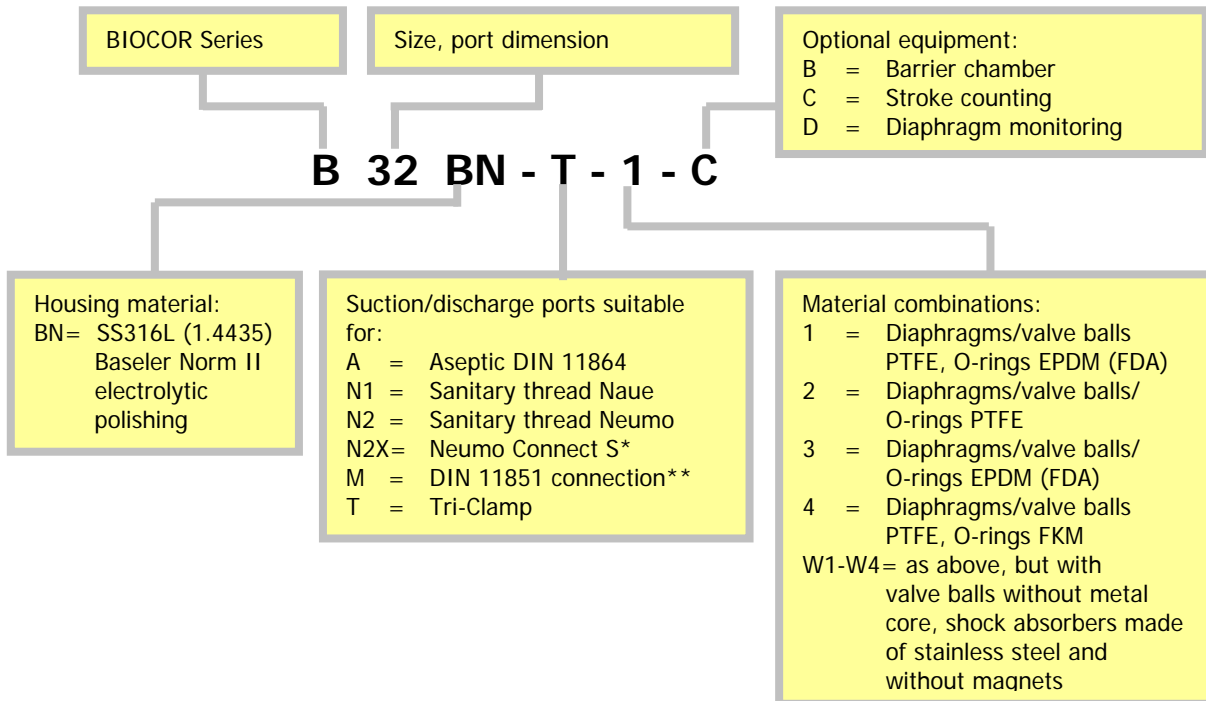 BIOCOR Series
Size, port dimension
Optional equipment:
B = Barrier chamber
C = Stroke counting
D = Diaphragm monitoring
B 32 BN - T - 1 - C
Housing material:
BN= SS316L (1.4435)
Baseler Norm II
electrolytic
polishing
Suction/discharge ports suitable
for:
A = Aseptic DIN 11864
N1 = Sanitary thread Naue
N2 = Sanitary thread Neumo
N2X= Neumo Connect S*
M = DIN 11851 connection**
T = Tri-Clamp
Material combinations:
1 = Diaphragms/valve balls
PTFE, O-rings EPDM (FDA)
2 = Diaphragms/valve balls/
O-rings PTFE
3 = Diaphragms/valve balls/
O-rings EPDM (FDA)
4 = Diaphragms/valve balls
PTFE, O-rings FKM
W1-W4= as above, but with
valve balls without metal
core, shock absorbers made
of stainless steel and
without magnets